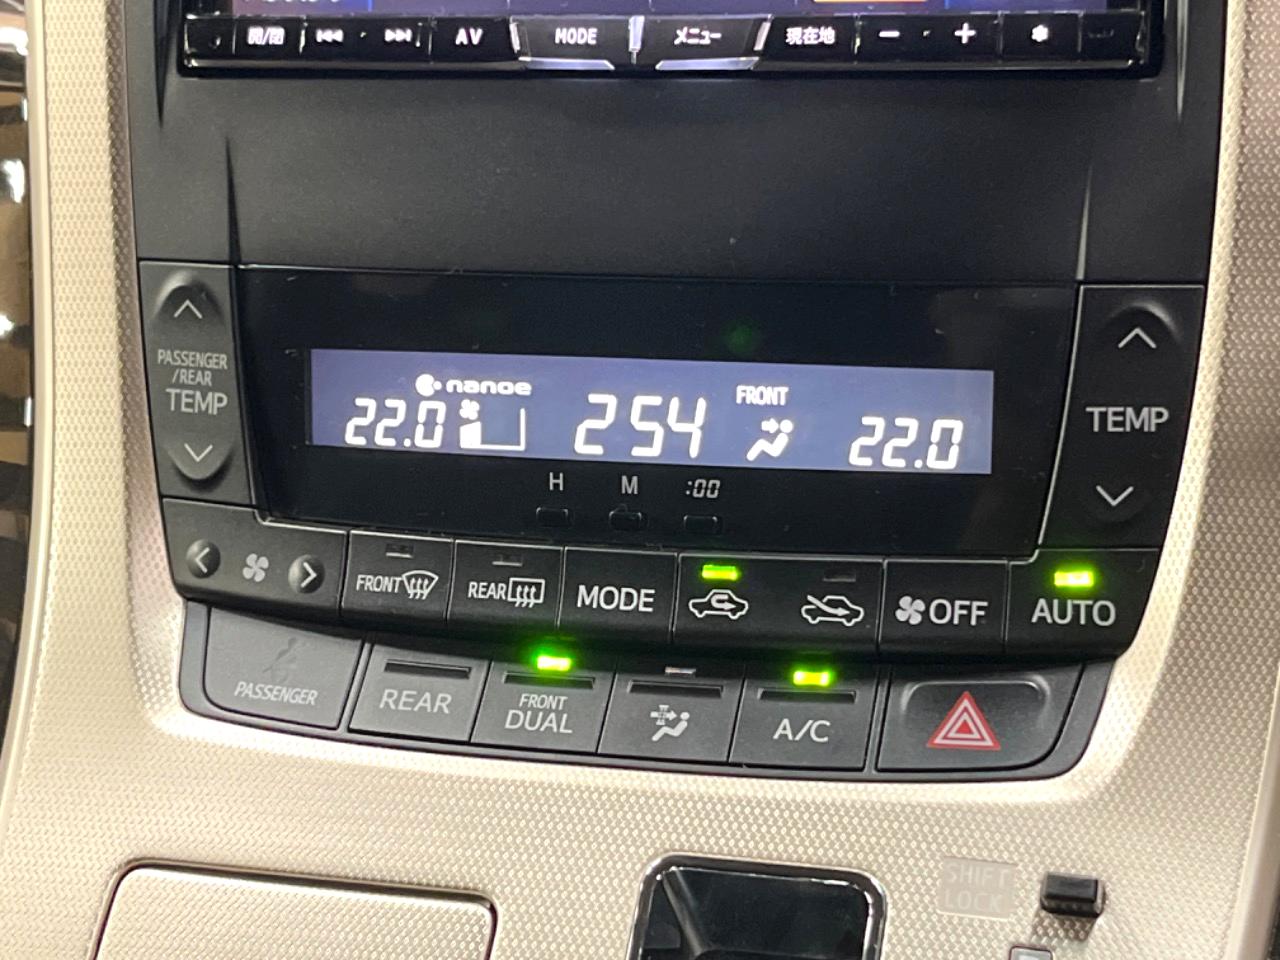 開/閉 AV MODE メニュー 現在地 − +
nanoe
FRONT
22.0 254 22.0
PASSENGER
/REAR
TEMP
TEMP
H M :00
FRONT REAR MODE OFF AUTO
PASSENGER REAR FRONT DUAL A/C
SHIFT
LOCK